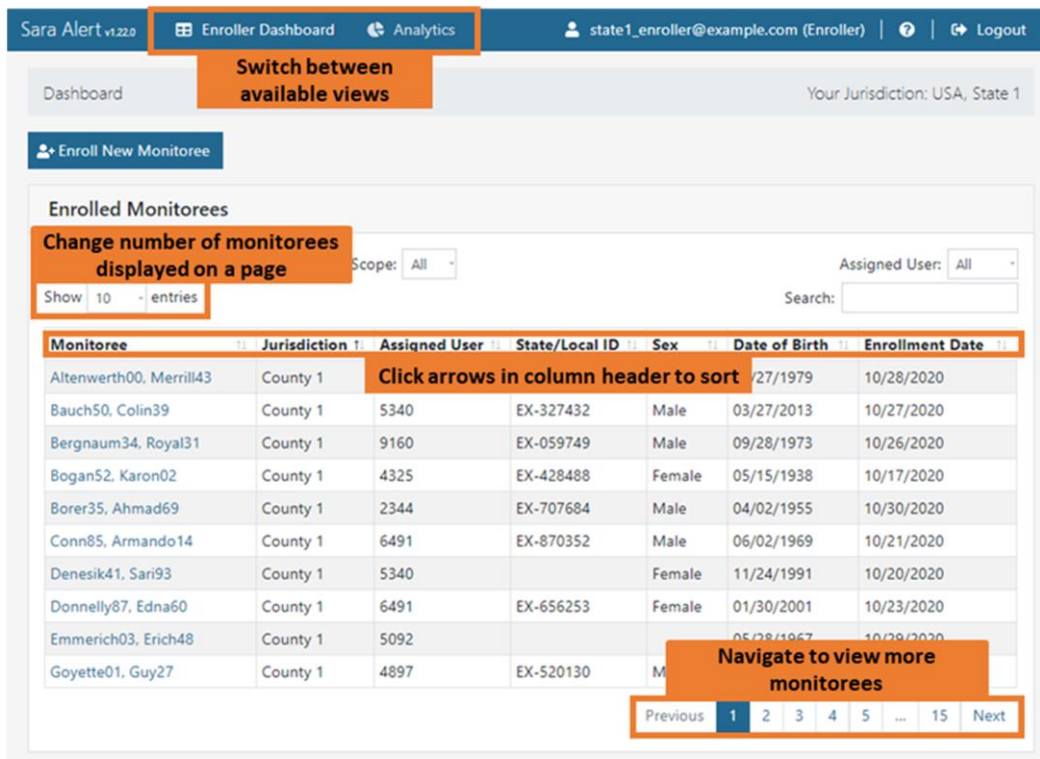 Sara Alert v1.22.0 Enroller Dashboard Analytics state1_enroller@example.com (Enroller) | ? | Logout
Switch between
available views
Dashboard Your Jurisdiction: USA, State 1
Enroll New Monitoree
Enrolled Monitorees
Change number of monitorees
displayed on a page
Scope: All Assigned User: All
Show 10 entries Search:
Monitoree Jurisdiction Assigned User State/Local ID Sex Date of Birth Enrollment Date
Click arrows in column header to sort
Altenwerth00, Merrill43 County 1 /27/1979 10/28/2020
Bauch50, Colin39 County 1 5340 EX-327432 Male 03/27/2013 10/27/2020
Bergnaum34, Royal31 County 1 9160 EX-059749 Male 09/28/1973 10/26/2020
Bogan52, Karon02 County 1 4325 EX-428488 Female 05/15/1938 10/17/2020
Borer35, Ahmad69 County 1 2344 EX-707684 Male 04/02/1955 10/30/2020
Conn85, Armando14 County 1 6491 EX-870352 Male 06/02/1969 10/21/2020
Denesik41, Sari93 County 1 5340 Female 11/24/1991 10/20/2020
Donnelly87, Edna60 County 1 6491 EX-656253 Female 01/30/2001 10/23/2020
Emmerich03, Erich48 County 1 5092 05/28/1967 10/29/2020
Goyette01, Guy27 County 1 4897 EX-520130 M
Navigate to view more
monitorees
Previous 1 2 3 4 5 ... 15 Next